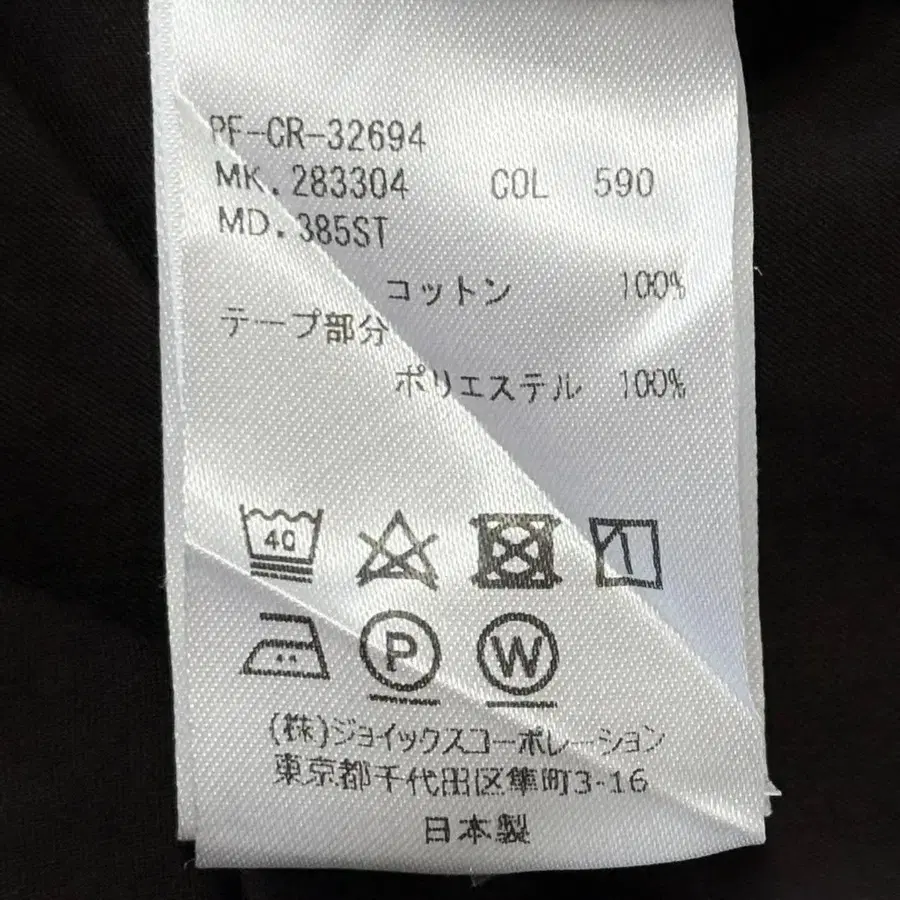 PF-CR-32694
MK.283304 COL 590
MD.385ST
コットン 100%
テープ部分
ポリエステル 100%
40
P W
(株)ジョイックスコーポレーション
東京都千代田区隼町3-16
日本製